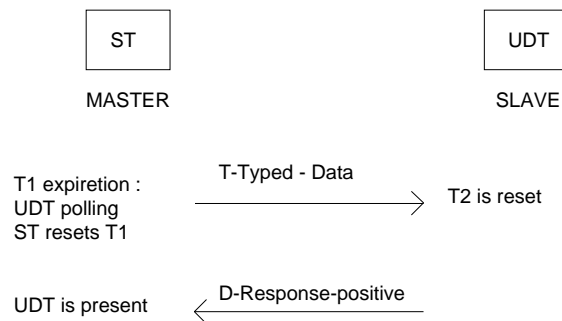 ST
UDT
MASTER
SLAVE
T1 expiretion :
UDT polling
ST resets T1
T-Typed - Data
T2 is reset
UDT is present
D-Response-positive